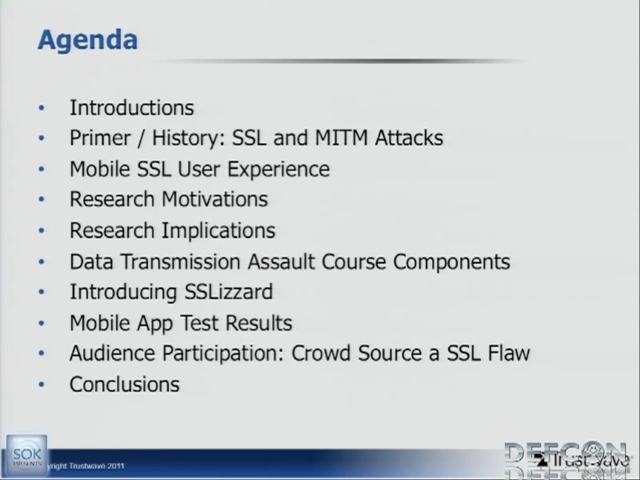 Agenda
• Introductions
• Primer / History: SSL and MITM Attacks
• Mobile SSL User Experience
• Research Motivations
• Research Implications
• Data Transmission Assault Course Components
• Introducing SSLizzard
• Mobile App Test Results
• Audience Participation: Crowd Source a SSL Flaw
• Conclusions
SOK
Trustwave 2011
DEFCON
Trustwave